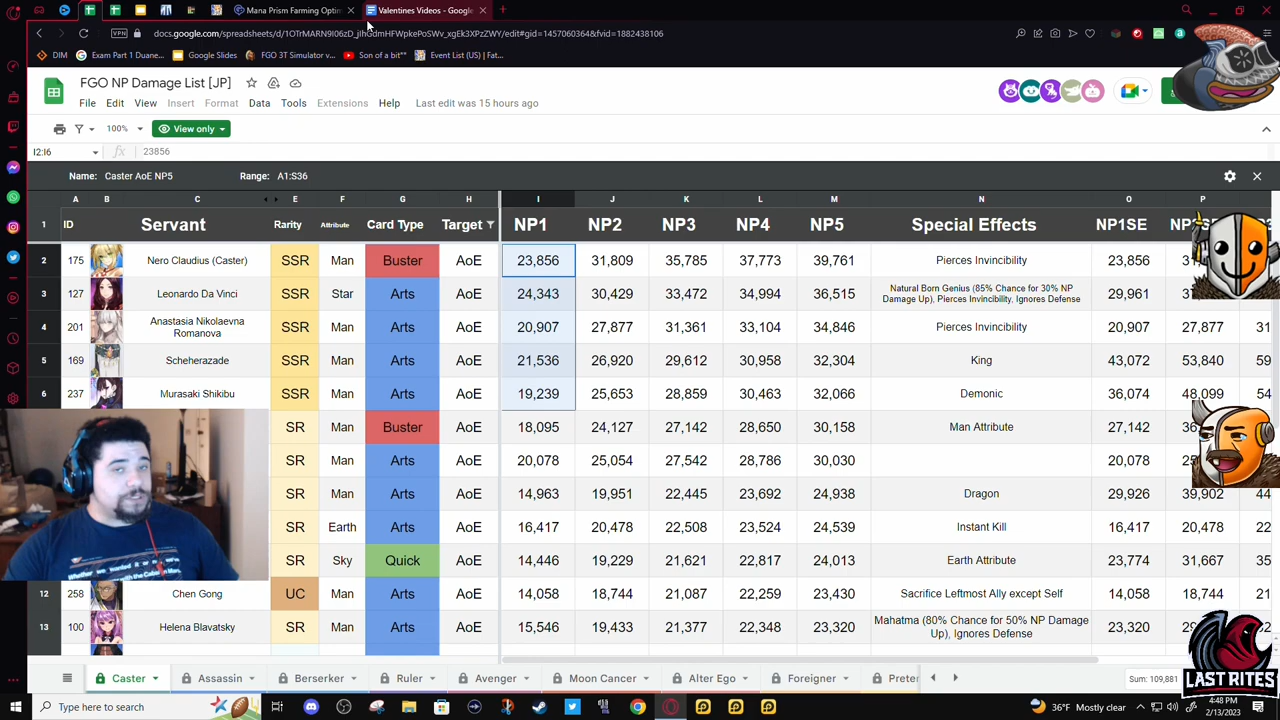 Mana Prism Farming Optim
Valentines Videos - Google
VPN
docs.google.com/spreadsheets/d/1OTrMARN9I06zD_jIhGdmHFWpkePoSWv_xgEk3XPzZWY/edit#gid=1457060364&fvid=1882438106
DIM
Exam Part 1 Duane...
Google Slides
FGO 3T Simulator v...
Son of a bit**
Event List (US) | Fat...
FGO NP Damage List [JP]
File Edit View Insert Format Data Tools Extensions Help Last edit was 15 hours ago
100% View only
I2:I6 fx 23856
Name: Caster AoE NP5 Range: A1:S36
A B C E F G H I J K L M N O P
1 ID Servant Rarity Attribute Card Type Target NP1 NP2 NP3 NP4 NP5 Special Effects NP1SE
2 175 Nero Claudius (Caster) SSR Man Buster AoE 23,856 31,809 35,785 37,773 39,761 Pierces Invincibility 23,856
3 127 Leonardo Da Vinci SSR Star Arts AoE 24,343 30,429 33,472 34,994 36,515 Natural Born Genius (85% Chance for 30% NP Damage Up), Pierces Invincibility, Ignores Defense 29,961
4 201 Anastasia Nikolaevna Romanova SSR Man Arts AoE 20,907 27,877 31,361 33,104 34,846 Pierces Invincibility 20,907 27,877 31
5 169 Scheherazade SSR Man Arts AoE 21,536 26,920 29,612 30,958 32,304 King 43,072 53,840 59
6 237 Murasaki Shikibu SSR Man Arts AoE 19,239 25,653 28,859 30,463 32,066 Demonic 36,074 48,099 54
SR Man Buster AoE 18,095 24,127 27,142 28,650 30,158 Man Attribute 27,142
SR Man Arts AoE 20,078 25,054 27,542 28,786 30,030 20,078
SR Man Arts AoE 14,963 19,951 22,445 23,692 24,938 Dragon 29,926 39,902 44
SR Earth Arts AoE 16,417 20,478 22,508 23,524 24,539 Instant Kill 16,417 20,478 22
SR Sky Quick AoE 14,446 19,229 21,621 22,817 24,013 Earth Attribute 23,774 31,667 35
12 258 Chen Gong UC Man Arts AoE 14,058 18,744 21,087 22,259 23,430 Sacrifice Leftmost Ally except Self 14,058 18,744 21
13 100 Helena Blavatsky SR Man Arts AoE 15,546 19,433 21,377 22,348 23,320 Mahatma (80% Chance for 50% NP Damage Up), Ignores Defense 23,320
Caster Assassin Berserker Ruler Avenger Moon Cancer Alter Ego Foreigner Preten
Sum: 109,881
LAST RITES
Type here to search
36°F Mostly clear
4:48 PM
2/13/2023